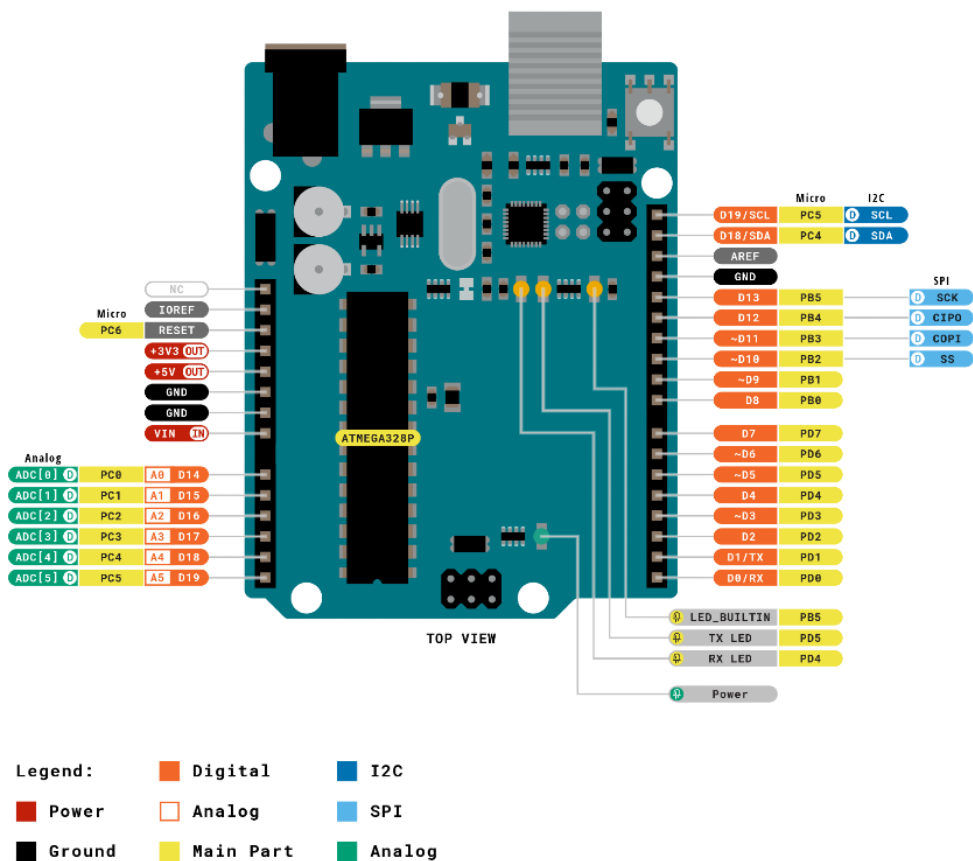 Micro I2C
D19/SCL PC5 D SCL
D18/SDA PC4 D SDA
AREF
GND
SPI
D13 PB5 D SCK
D12 PB4 D CIPO
~D11 PB3 D COPI
~D10 PB2 D SS
~D9 PB1
D8 PB0
D7 PD7
~D6 PD6
~D5 PD5
D4 PD4
~D3 PD3
D2 PD2
D1/TX PD1
D0/RX PD0
NC
IOREF
Micro
PC6 RESET
+3V3 OUT
+5V OUT
GND
GND
VIN IN
Analog
ADC[0] D PC0 A0 D14
ADC[1] D PC1 A1 D15
ADC[2] D PC2 A2 D16
ADC[3] D PC3 A3 D17
ADC[4] D PC4 A4 D18
ADC[5] D PC5 A5 D19
ATMEGA328P
TOP VIEW
LED_BUILTIN PB5
TX LED PD5
RX LED PD4
Power
Legend:
Digital
I2C
Power
Analog
SPI
Ground
Main Part
Analog